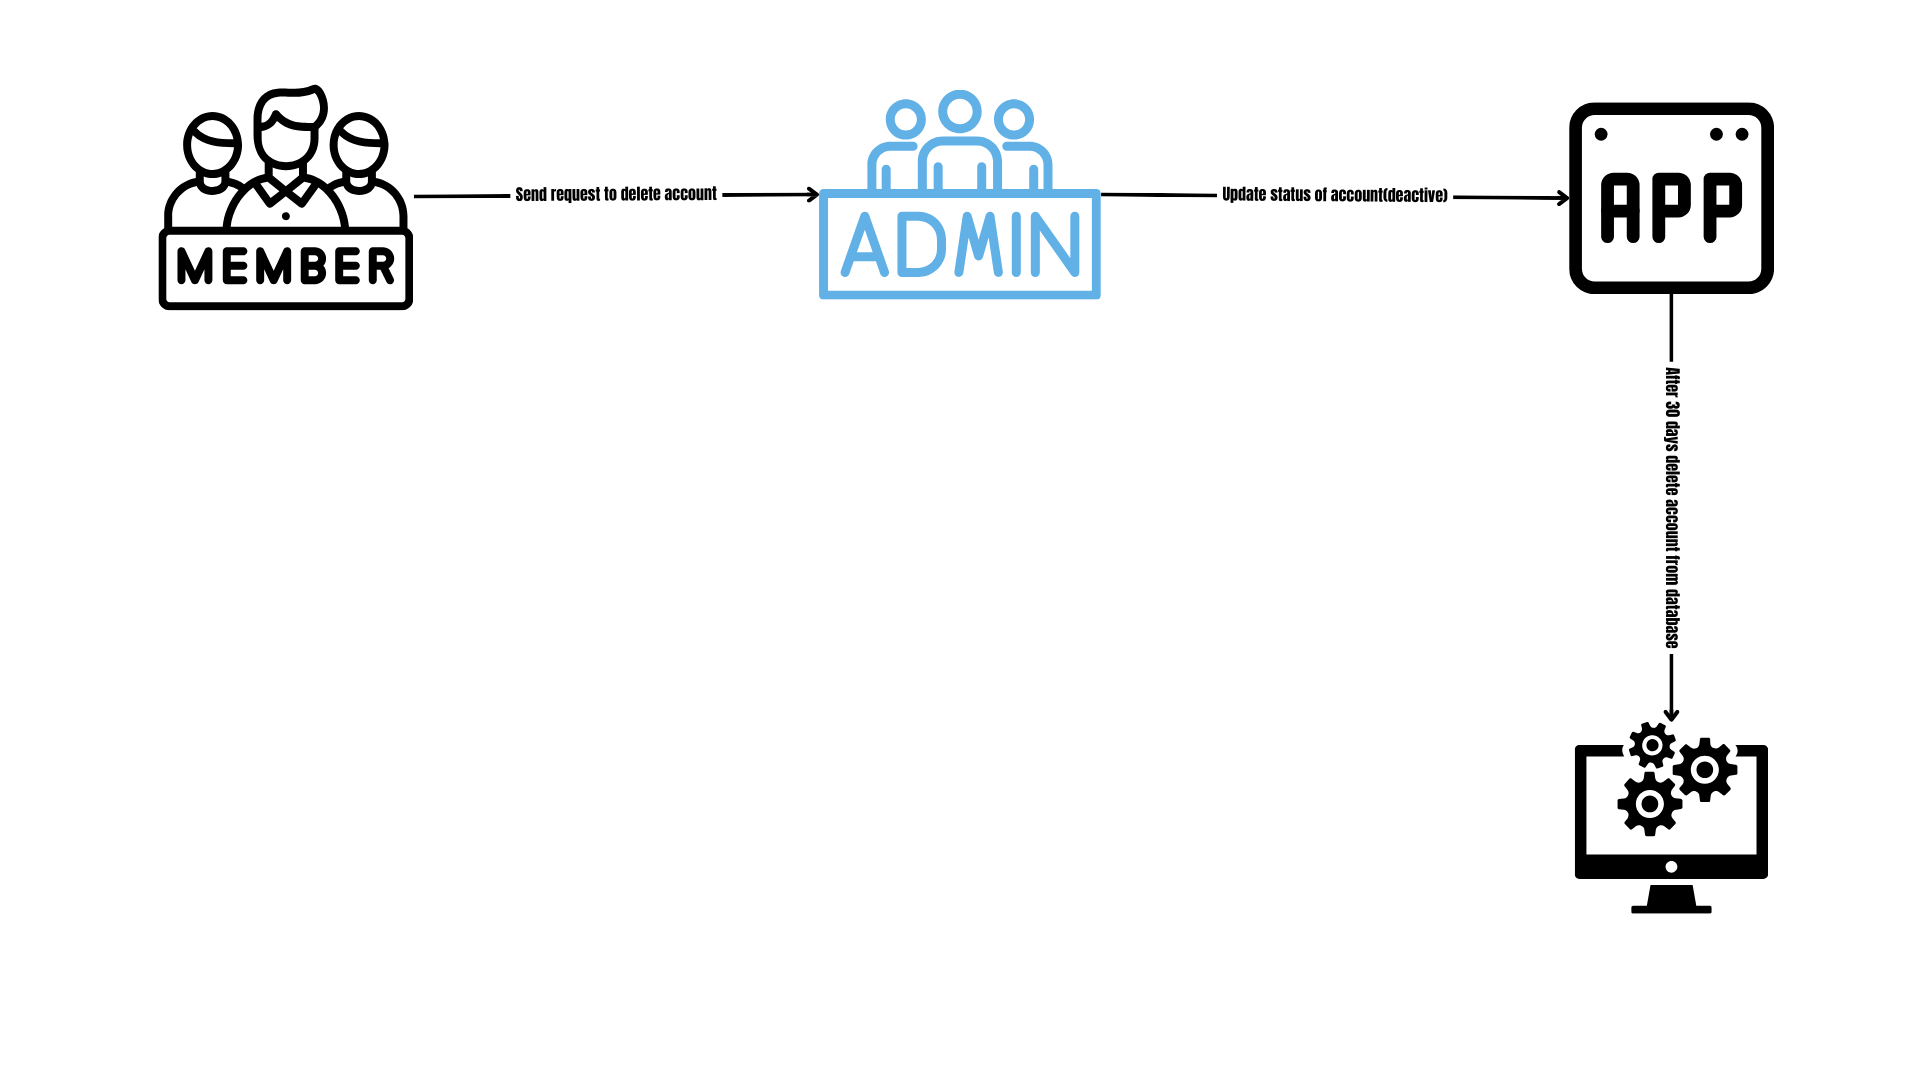 MEMBER
Send request to delete account
ADMIN
Update status of account(deactive)
APP
After 30 days delete account from database